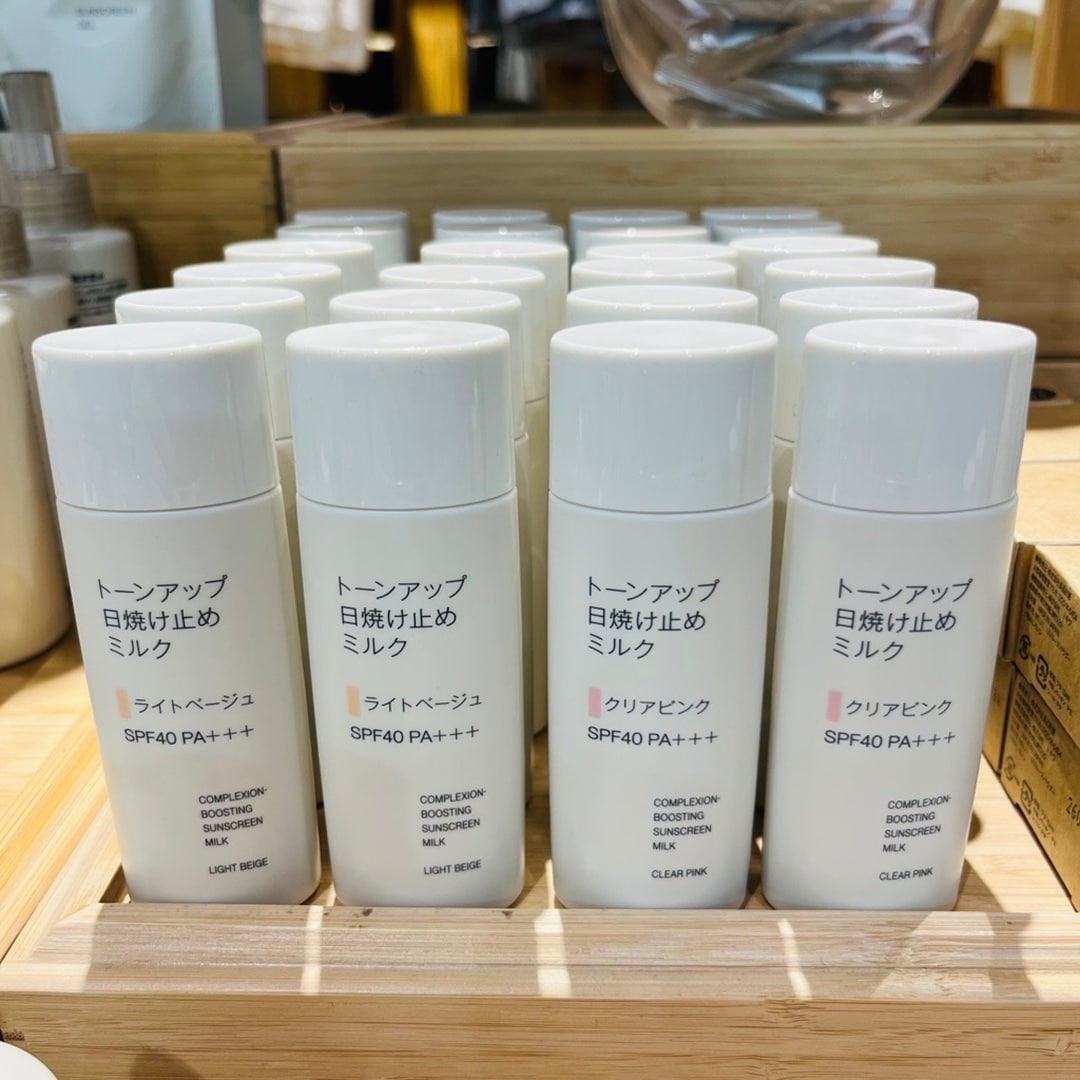 SUNSCREEN
トーンアップ
日焼け止め
ミルク
ライトベージュ
SPF40 PA+++
COMPLEXION-
BOOSTING
SUNSCREEN
MILK
LIGHT BEIGE
トーンアップ
日焼け止め
ミルク
ライトベージュ
SPF40 PA+++
COMPLEXION-
BOOSTING
SUNSCREEN
MILK
LIGHT BEIGE
トーンアップ
日焼け止め
ミルク
クリアピンク
SPF40 PA+++
COMPLEXION-
BOOSTING
SUNSCREEN
MILK
CLEAR PINK
トーンアップ
日焼け止め
ミルク
クリアピンク
SPF40 PA+++
COMPLEXION-
BOOSTING
SUNSCREEN
MILK
CLEAR PINK